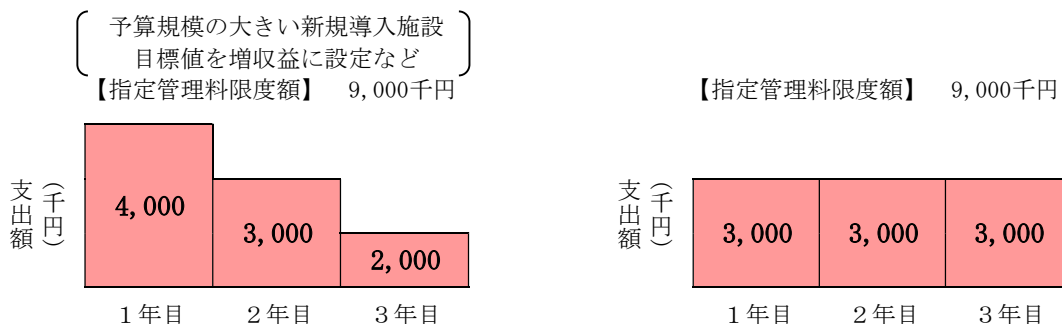 予算規模の大きい新規導入施設
目標値を増収益に設定など
【指定管理料限度額】 9,000千円
支出額(千円)
4,000
3,000
2,000
1年目 2年目 3年目
【指定管理料限度額】 9,000千円
支出額(千円)
3,000 3,000 3,000
1年目 2年目 3年目